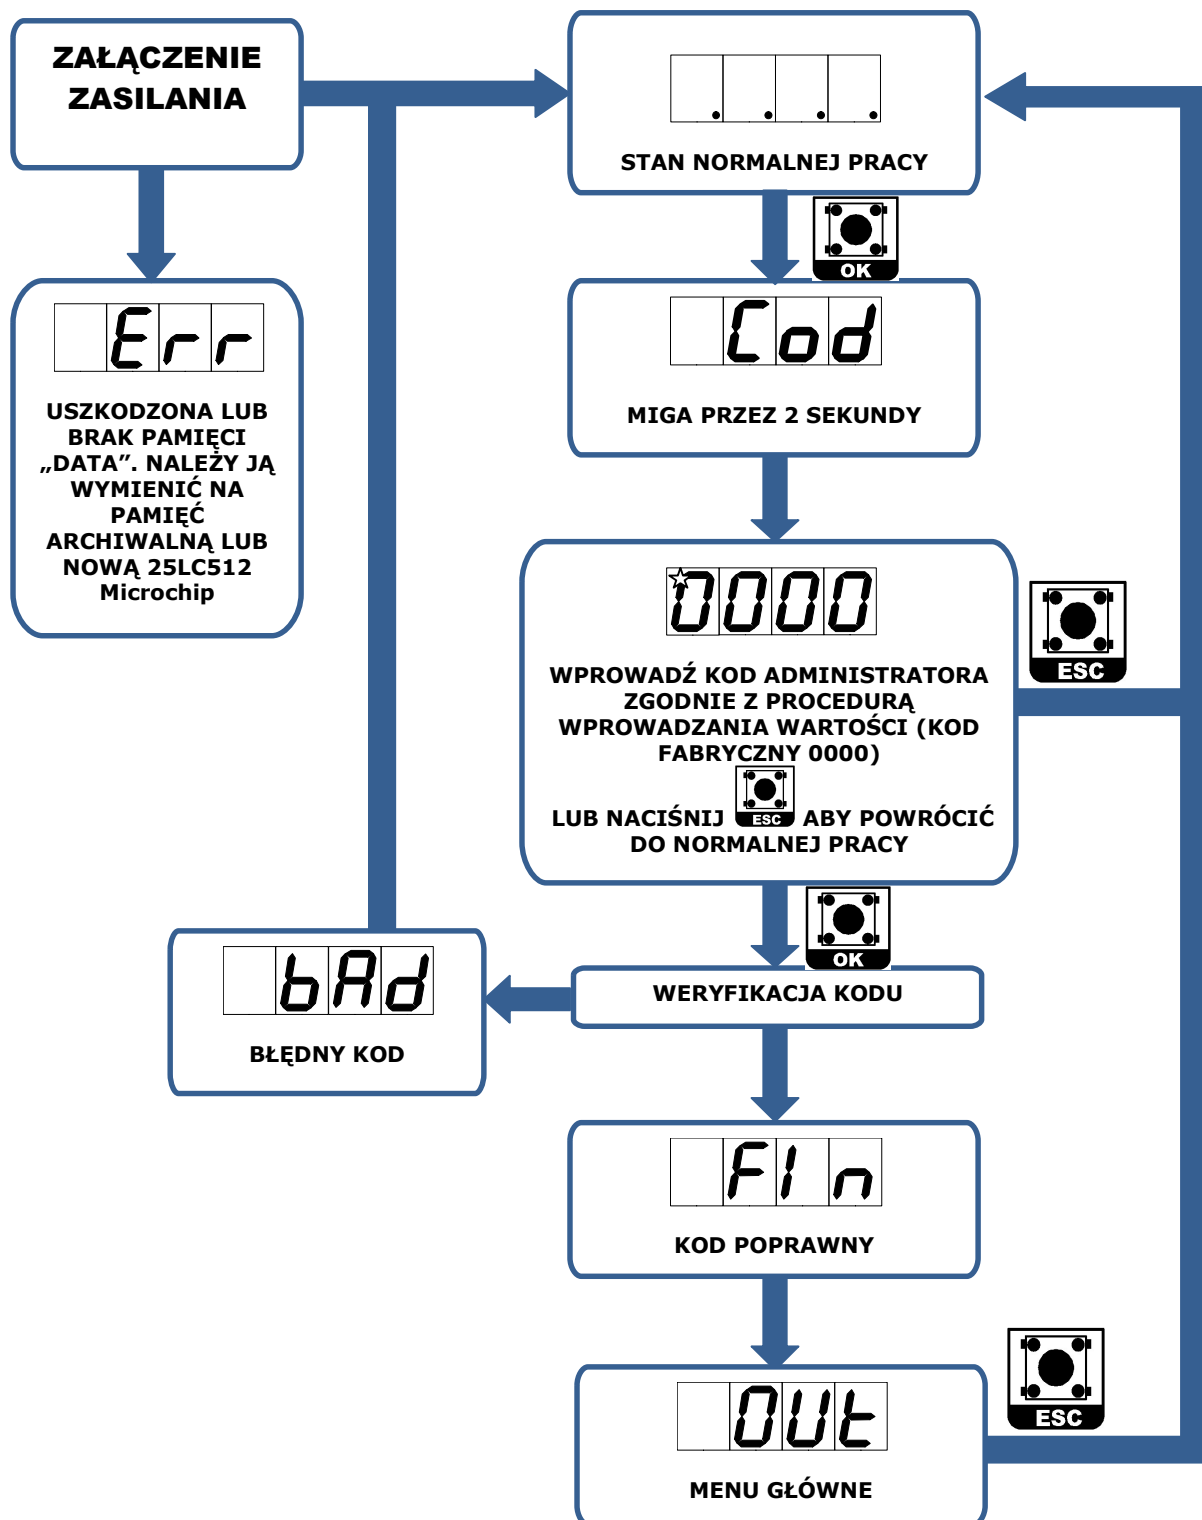 ZAŁĄCZENIE
ZASILANIA
. . . .
STAN NORMALNEJ PRACY
OK
Err
USZKODZONA LUB
BRAK PAMIĘCI
„DATA”. NALEŻY JĄ
WYMIENIĆ NA
PAMIĘĆ
ARCHIWALNĄ LUB
NOWĄ 25LC512
Microchip
Cod
MIGA PRZEZ 2 SEKUNDY
0000
WPROWADŹ KOD ADMINISTRATORA
ZGODNIE Z PROCEDURĄ
WPROWADZANIA WARTOŚCI (KOD
FABRYCZNY 0000)
LUB NACIŚNIJ ESC ABY POWRÓCIĆ
DO NORMALNEJ PRACY
ESC
OK
WERYFIKACJA KODU
bAd
BŁĘDNY KOD
FIn
KOD POPRAWNY
OUt
MENU GŁÓWNE
ESC